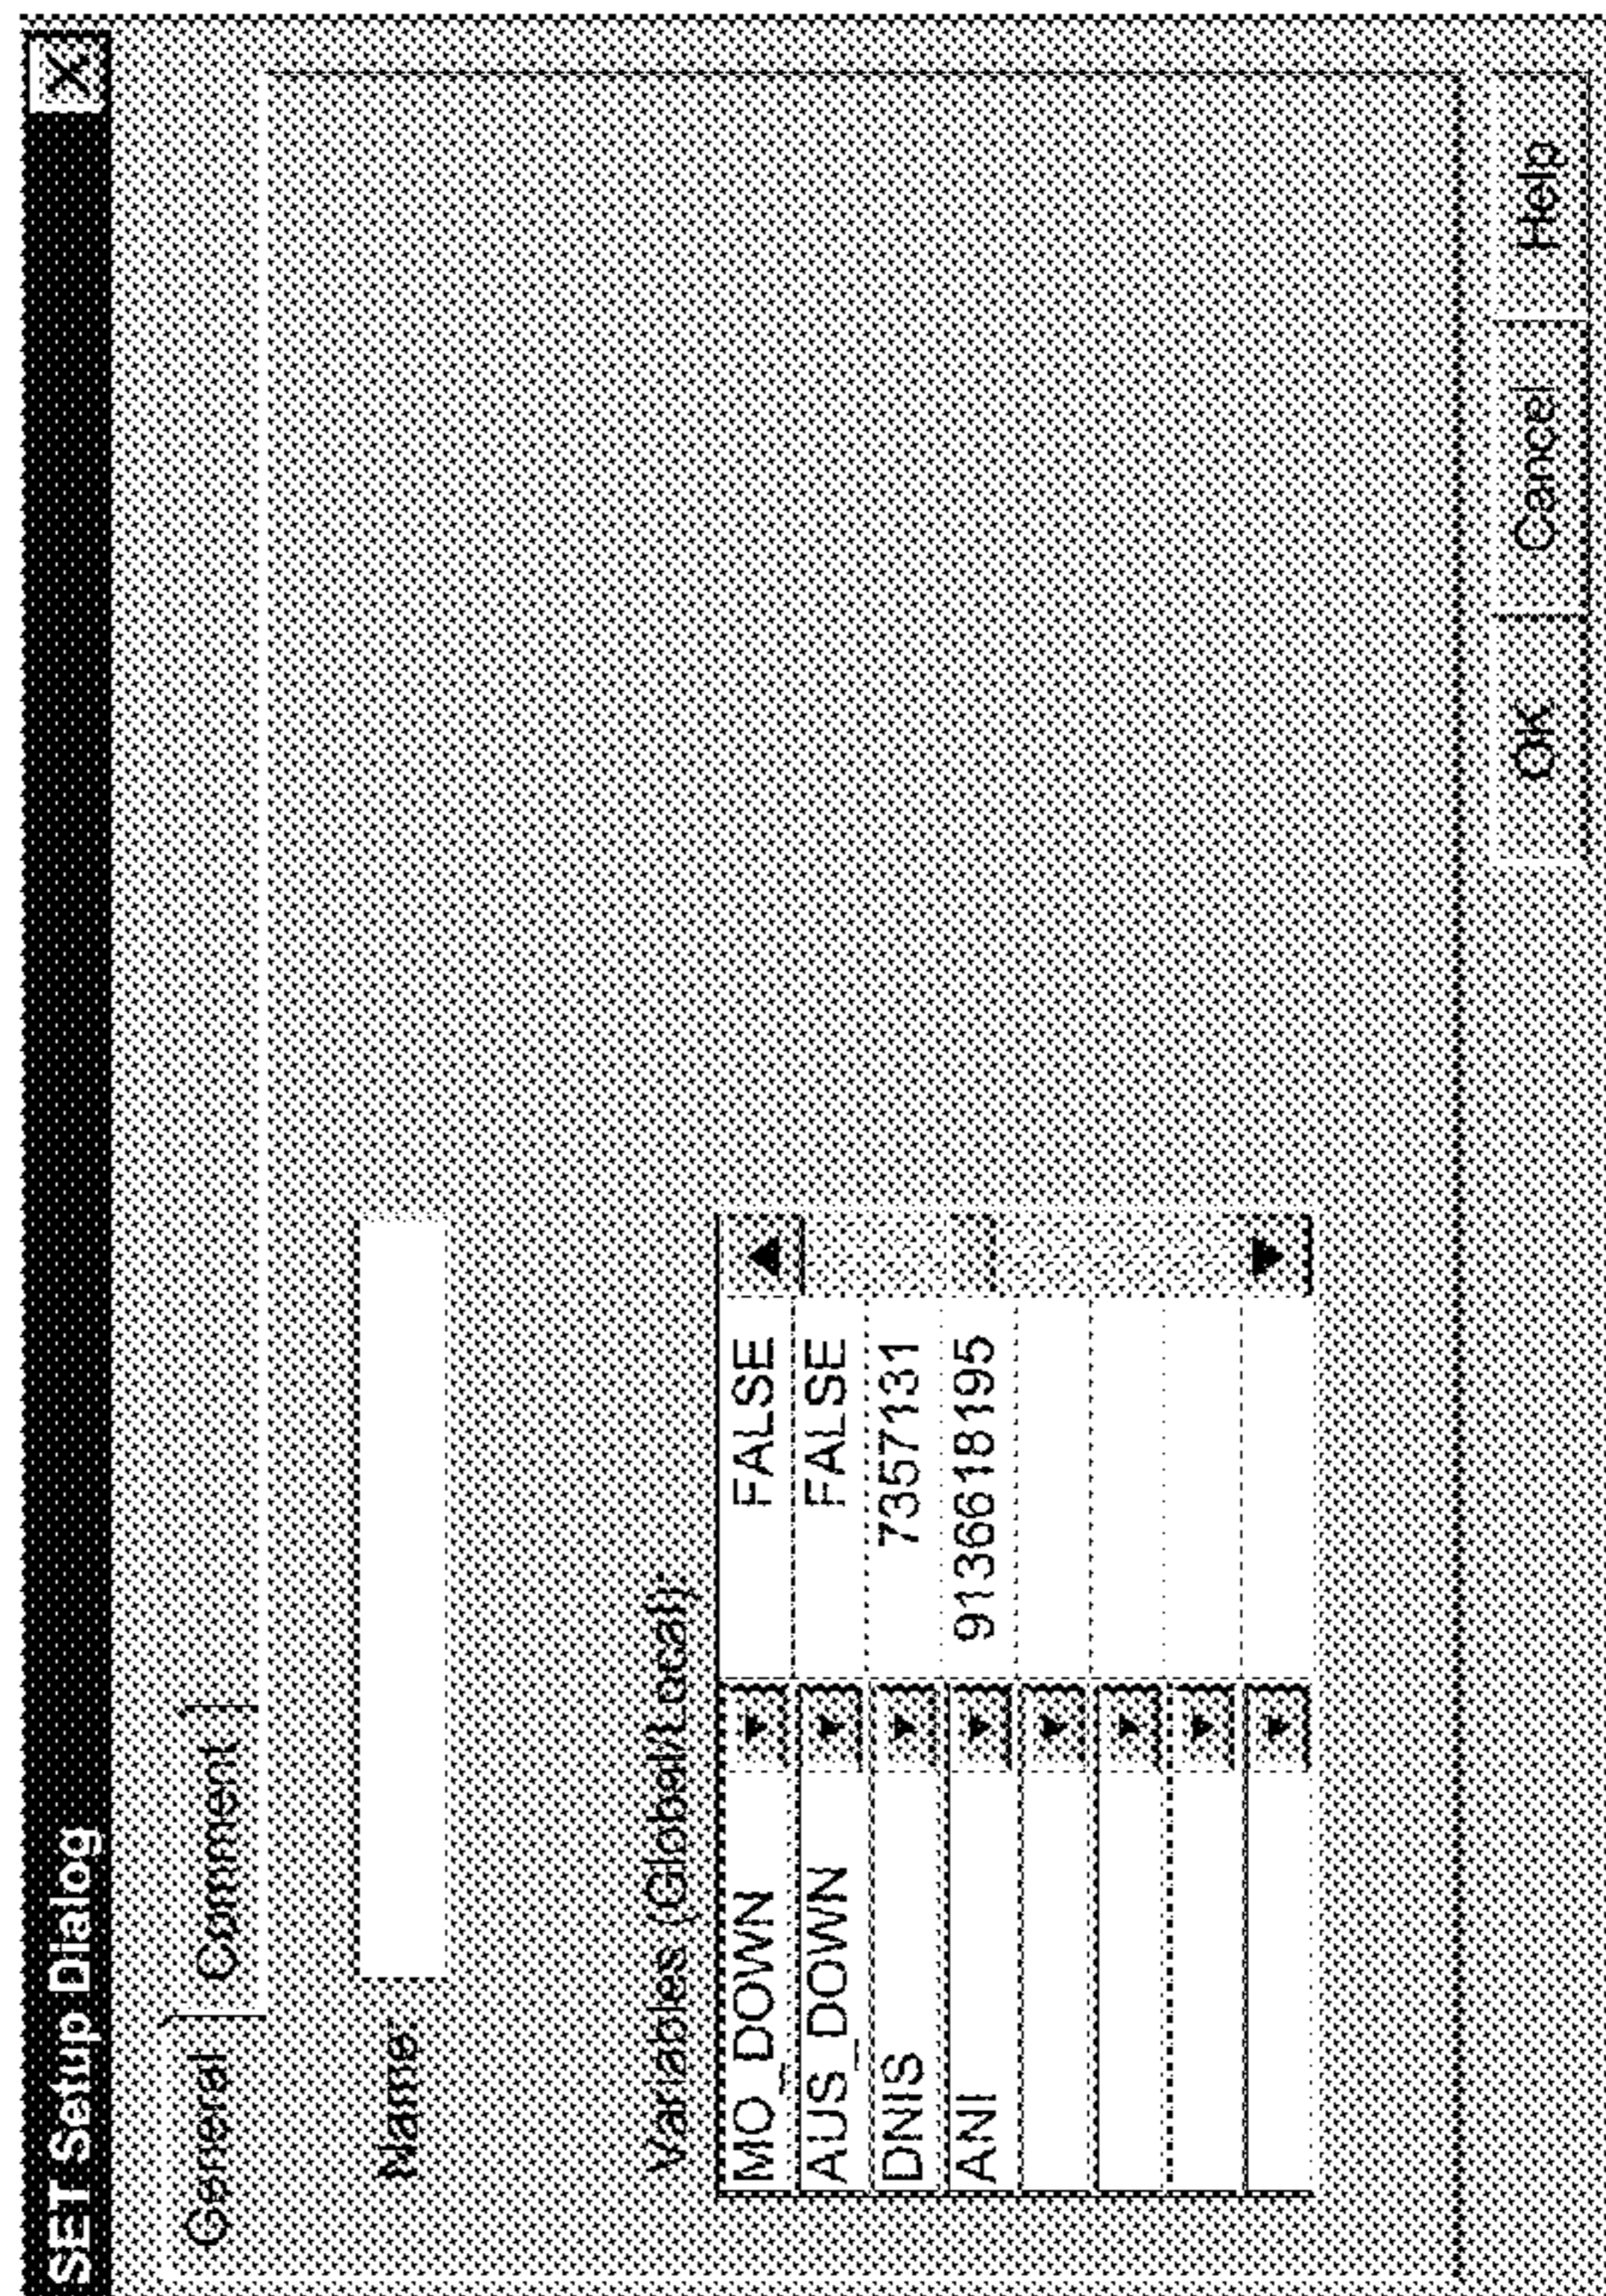 SET Setup Dialog X
General Comment
Name:
Variables (Global/Local):
MO_DOWN FALSE
AUS_DOWN FALSE
DNIS 7357131
ANI 9136618195
OK Cancel Help